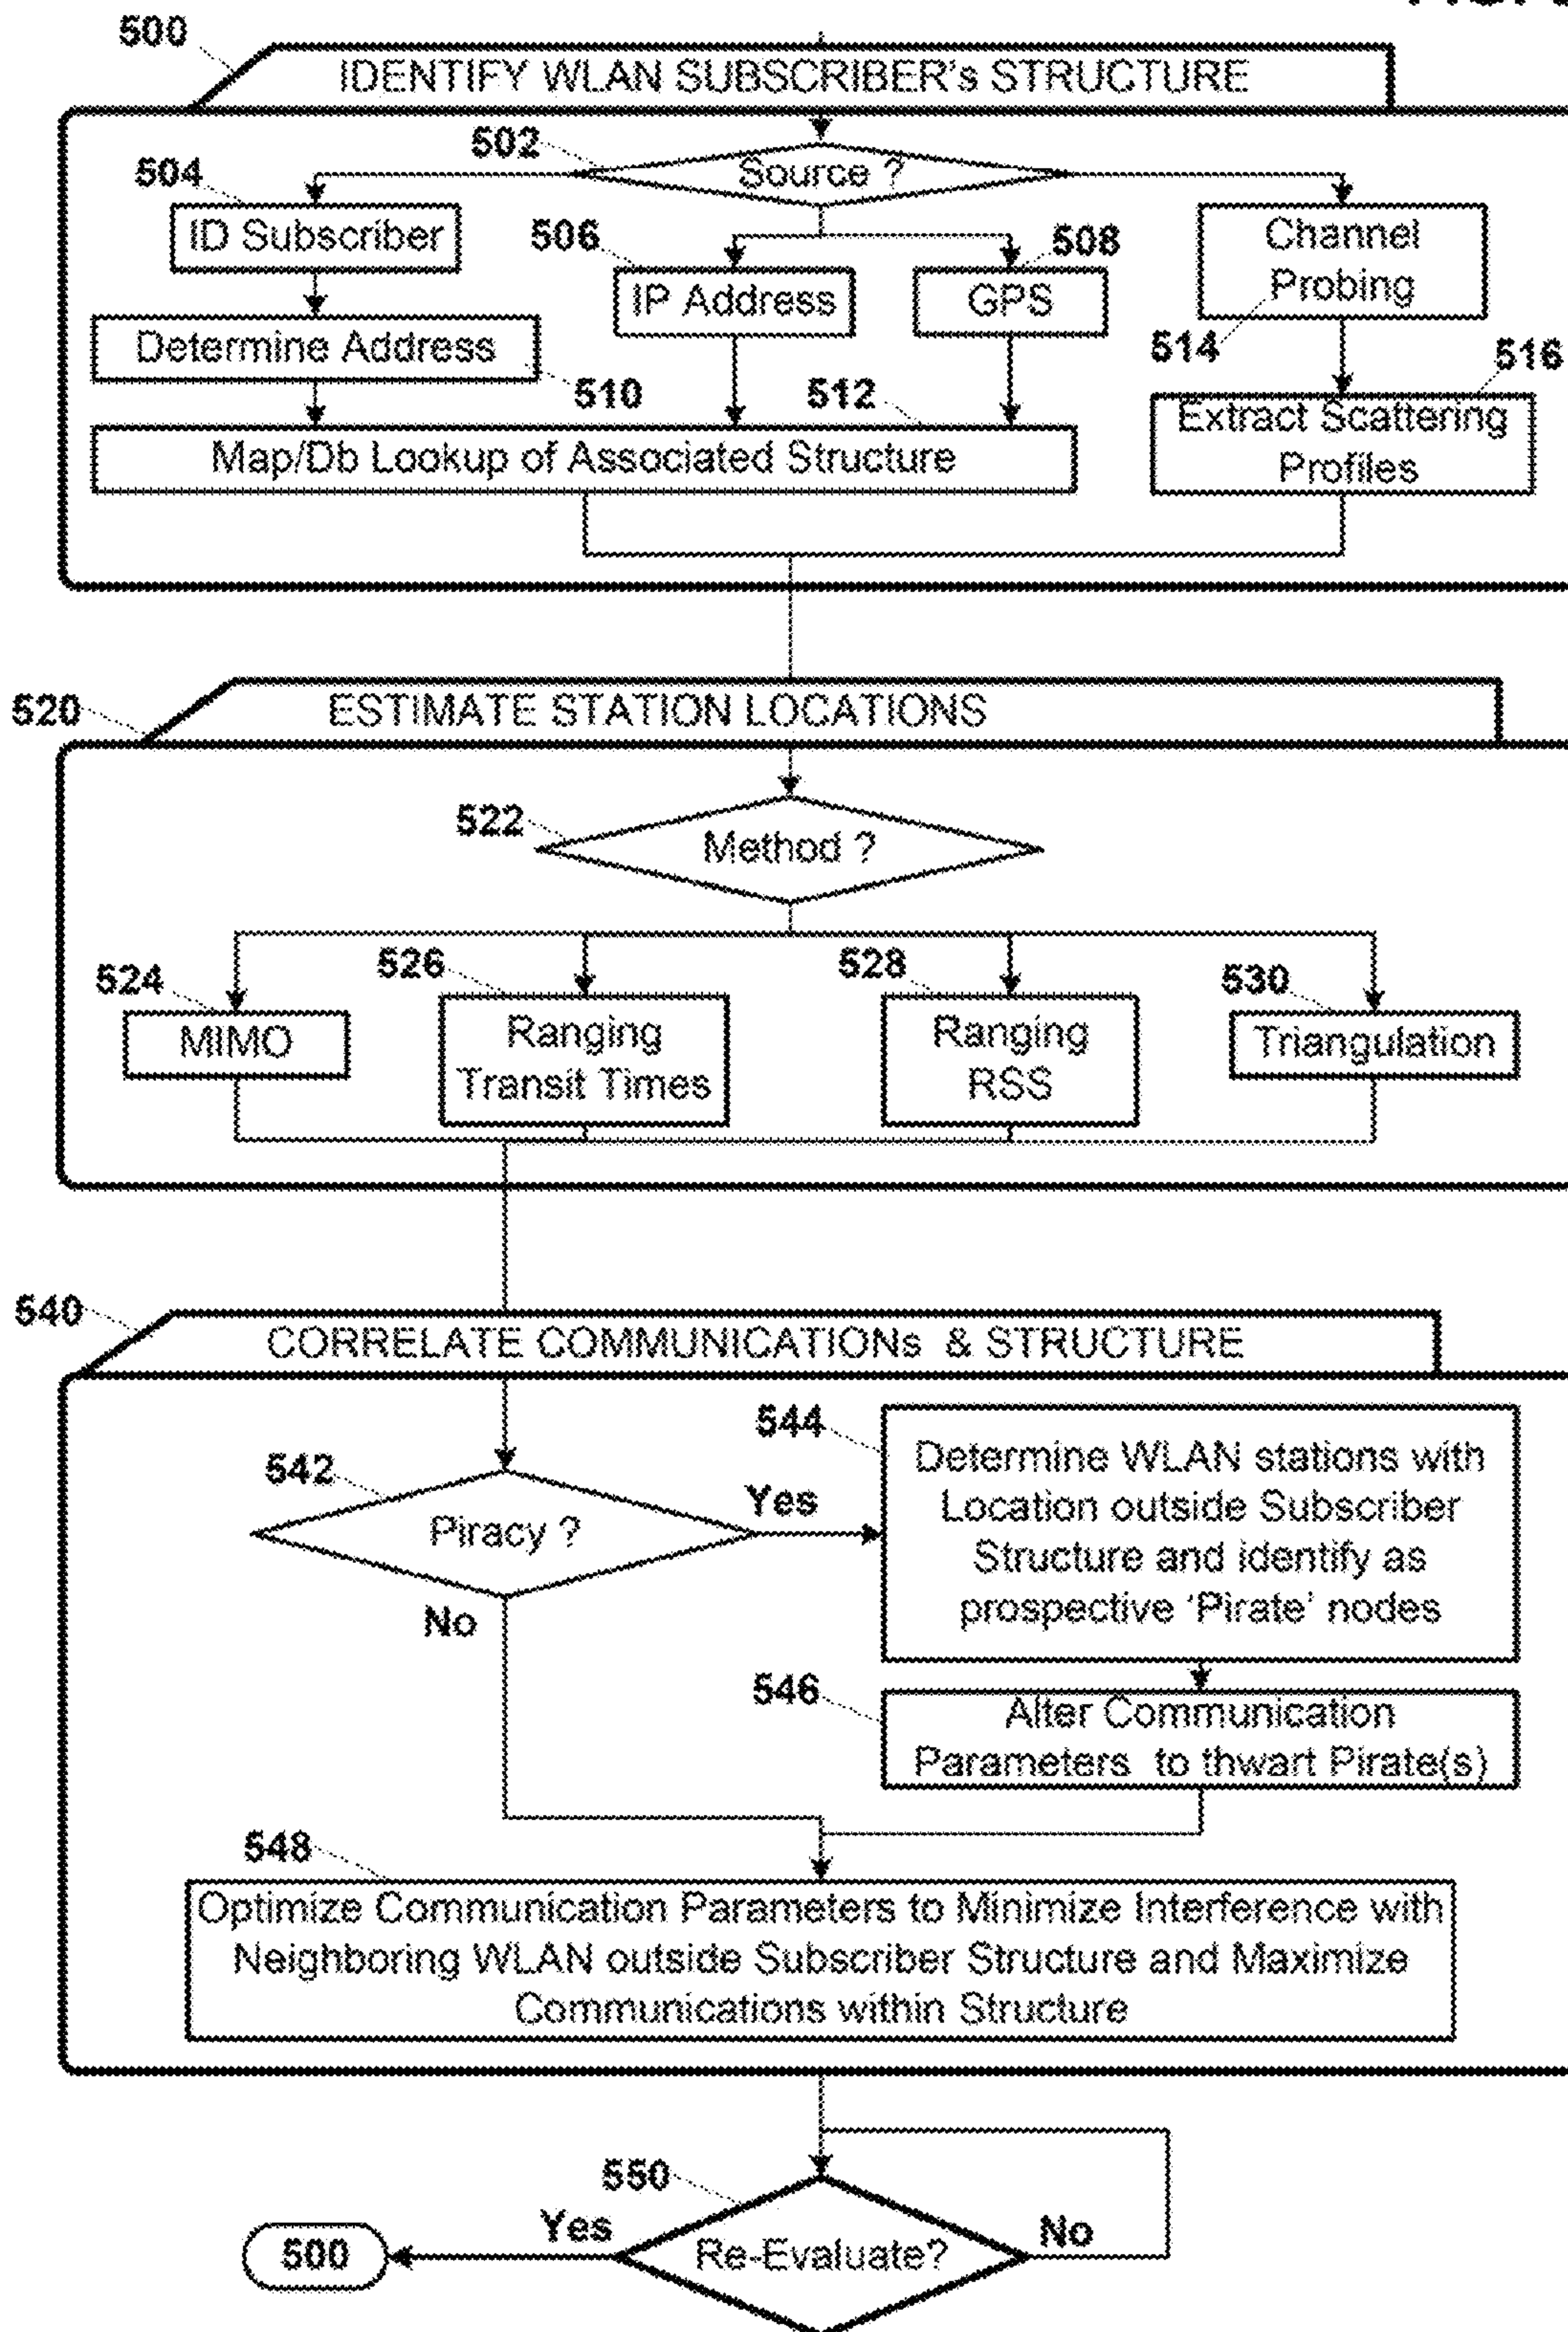 500
IDENTIFY WLAN SUBSCRIBER's STRUCTURE
502
Source ?
504
ID Subscriber
506
IP Address
508
GPS
Channel
Probing
514
Determine Address
510
512
516
Map/Db Lookup of Associated Structure
Extract Scattering
Profiles
520
ESTIMATE STATION LOCATIONS
522
Method ?
524
MIMO
526
Ranging
Transit Times
528
Ranging
RSS
530
Triangulation
540
CORRELATE COMMUNICATIONs & STRUCTURE
542
Piracy ?
Yes
No
544
Determine WLAN stations with
Location outside Subscriber
Structure and identify as
prospective 'Pirate' nodes
546
Alter Communication
Parameters to thwart Pirate(s)
548
Optimize Communication Parameters to Minimize Interference with
Neighboring WLAN outside Subscriber Structure and Maximize
Communications within Structure
550
Re-Evaluate?
Yes
No
500